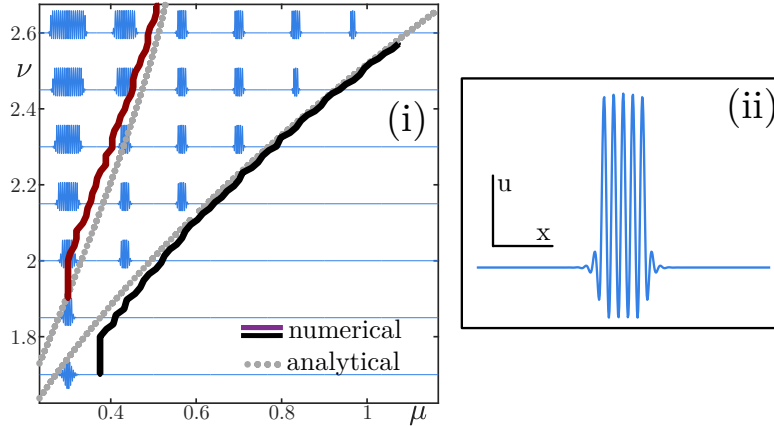 2.6
ν
2.4
2.2
2
1.8
(i)
numerical
analytical
0.4
0.6
0.8
1
μ
(ii)
u
x